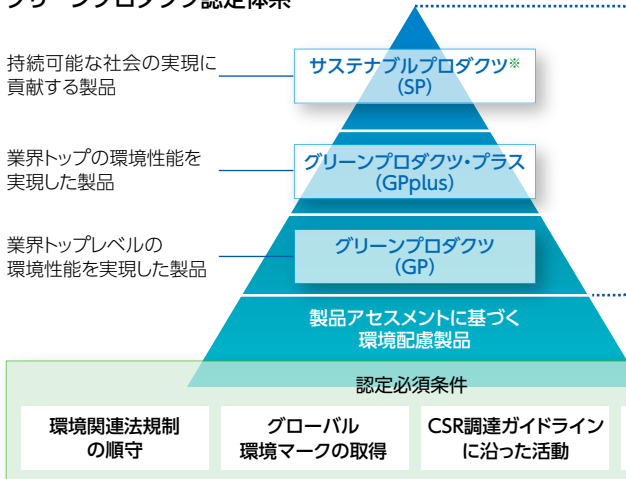 グリーンプロダクツ認定体系
持続可能な社会の実現に
貢献する製品
サステナブルプロダクツ※
(SP)
業界トップの環境性能を
実現した製品
グリーンプロダクツ・プラス
(GPplus)
業界トップレベルの
環境性能を実現した製品
グリーンプロダクツ
(GP)
製品アセスメントに基づく
環境配慮製品
認定必須条件
環境関連法規制
の順守
グローバル
環境マークの取得
CSR調達ガイドライン
に沿った活動